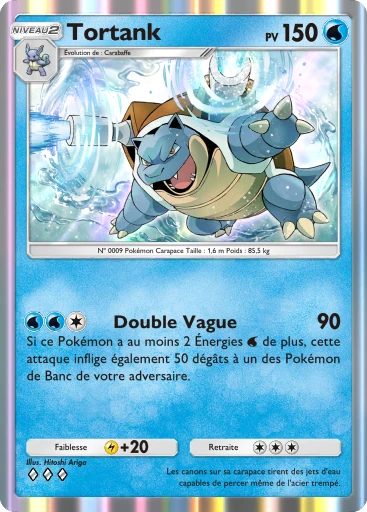 NIVEAU 2 Tortank PV 150
Évolution de : Carabaffe
N° 0009 Pokémon Carapace Taille : 1,6 m Poids : 85,5 kg
Double Vague 90
Si ce Pokémon a au moins 2 Énergies de plus, cette
attaque inflige également 50 dégâts à un des Pokémon
de Banc de votre adversaire.
Faiblesse +20 Retraite
Illus. Hitoshi Ariga
Les canons sur sa carapace tirent des jets d'eau
capables de percer même de l'acier trempé.